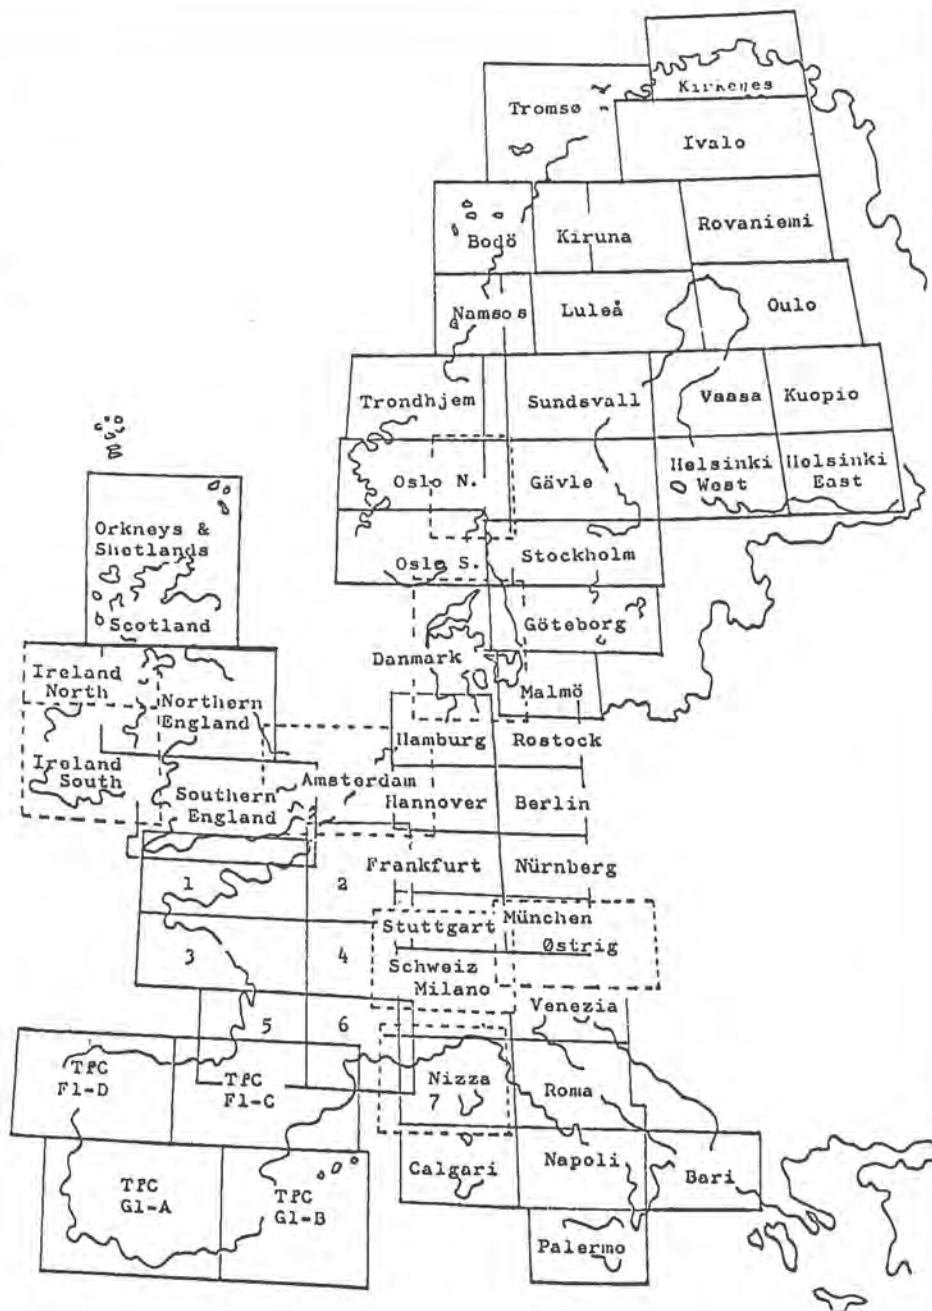 Kirkenes
Tromsø
Ivalo
Rovaniemi
Bodö
Kiruna
Namsos
Luleå
Oulo
Trondhjem
Sundsvall
Vaasa
Kuopio
Oslo N.
Gävle
Helsinki
West
Helsinki
East
Orkneys &
Shetlands
Scotland
Oslo S.
Stockholm
Göteborg
Danmark
Malmö
Ireland
North
Northern
England
Hamburg
Rostock
Ireland
South
Southern
England
Amsterdam
Hannover
Berlin
1
2
Frankfurt
Nürnberg
3
4
Stuttgart
München
Østrig
Schweiz
Milano
5
6
Venezia
TPC
F1-D
TPC
F1-C
Nizza
7
Roma
Calgari
Napoli
Bari
TPC
G1-A
TPC
G1-B
Palermo